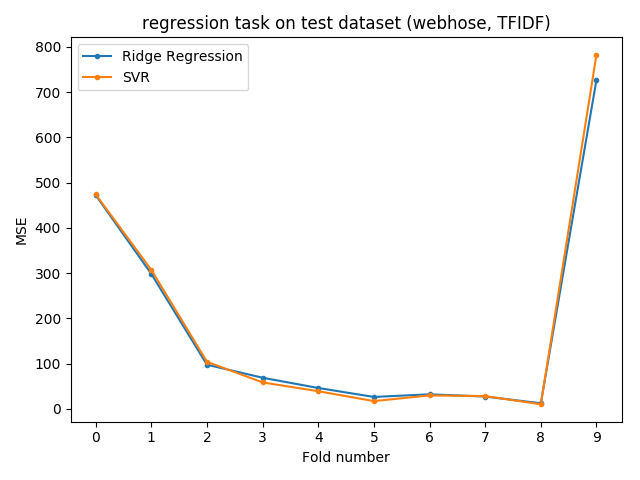 regression task on test dataset (webhose, TFIDF)
Ridge Regression
SVR
800
700
600
500
400
300
200
100
0
MSE
0 1 2 3 4 5 6 7 8 9
Fold number